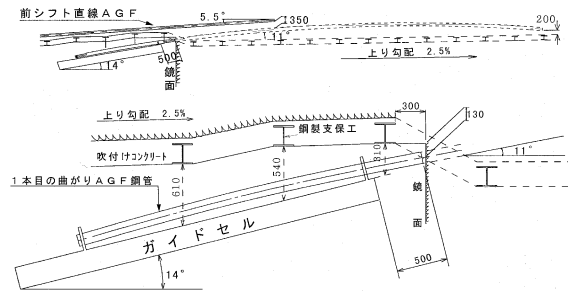 前シフト直線AGF
5.5°
350
200
11°
500
14°
鏡面
上り勾配 2.5%
上り勾配 2.5%
300
130
鋼製支保工
吹付けコンクリート
610
540
310
11°
1本目の曲がりAGF鋼管
鏡面
ガイドセル
500
14°